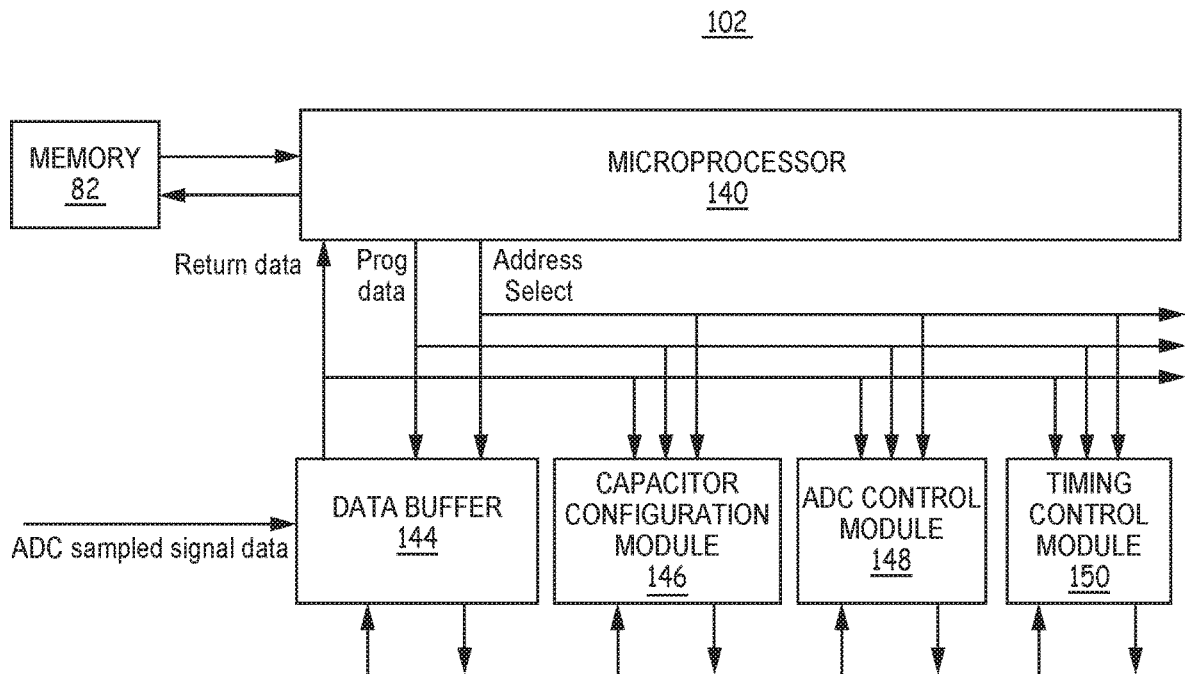 102
MEMORY
82
MICROPROCESSOR
140
Return data
Prog
data
Address
Select
ADC sampled signal data
DATA BUFFER
144
CAPACITOR
CONFIGURATION
MODULE
146
ADC CONTROL
MODULE
148
TIMING
CONTROL
MODULE
150